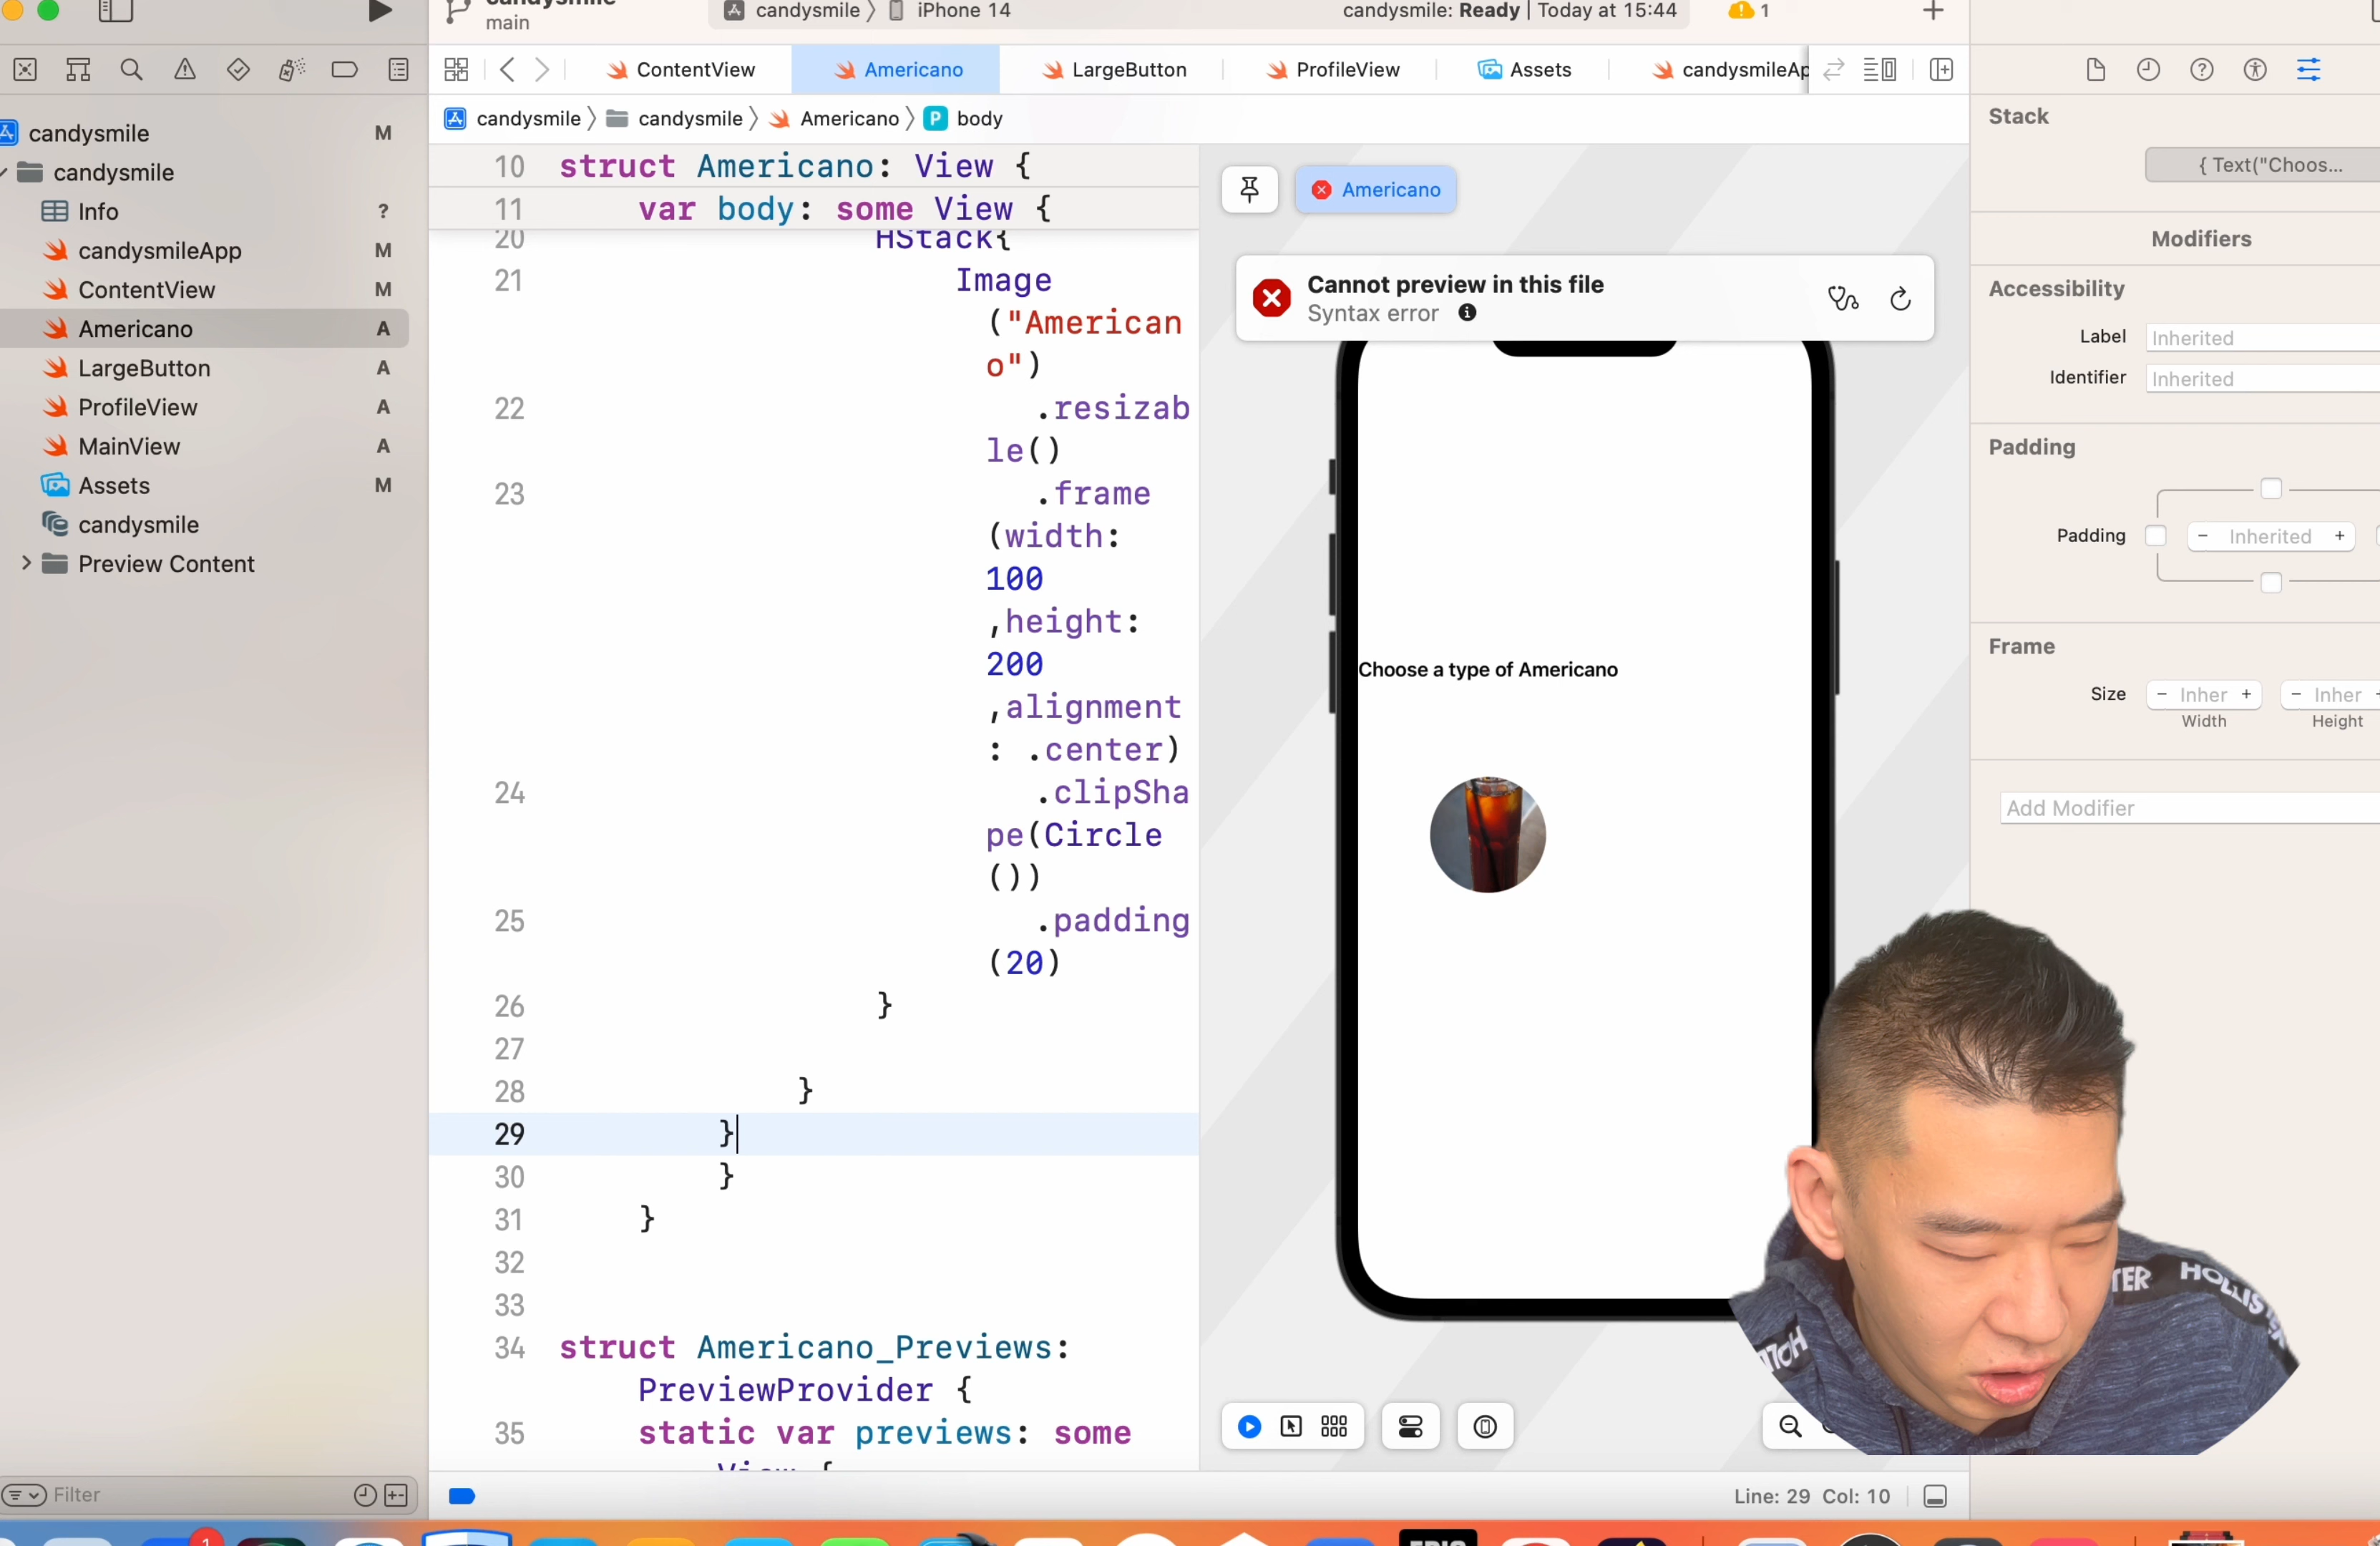 candysmile
main
candysmile
iPhone 14
candysmile: Ready | Today at 15:44
1
ContentView
Americano
LargeButton
ProfileView
Assets
candysmileAp
candysmile
candysmile
Americano
P
body
candysmile M
candysmile
Info ?
candysmileApp M
ContentView M
Americano A
LargeButton A
ProfileView A
MainView A
Assets M
candysmile
Preview Content
Filter
10 struct Americano: View {
11 var body: some View {
20 HStack{
21 Image
("American
o")
22 .resizab
le()
23 .frame
(width:
100
,height:
200
,alignment
: .center)
24 .clipSha
pe(Circle
())
25 .padding
(20)
26 }
27
28 }
29 }
30 }
31 }
32
33
34 struct Americano_Previews:
PreviewProvider {
35 static var previews: some
View {
Americano
Cannot preview in this file
Syntax error
Choose a type of Americano
Line: 29 Col: 10
Stack
{ Text("Choos...
Modifiers
Accessibility
Label Inherited
Identifier Inherited
Padding
Padding - Inherited +
Frame
Size - Inher + - Inher
Width Height
Add Modifier
TER HOLLISTE
1
EPIC